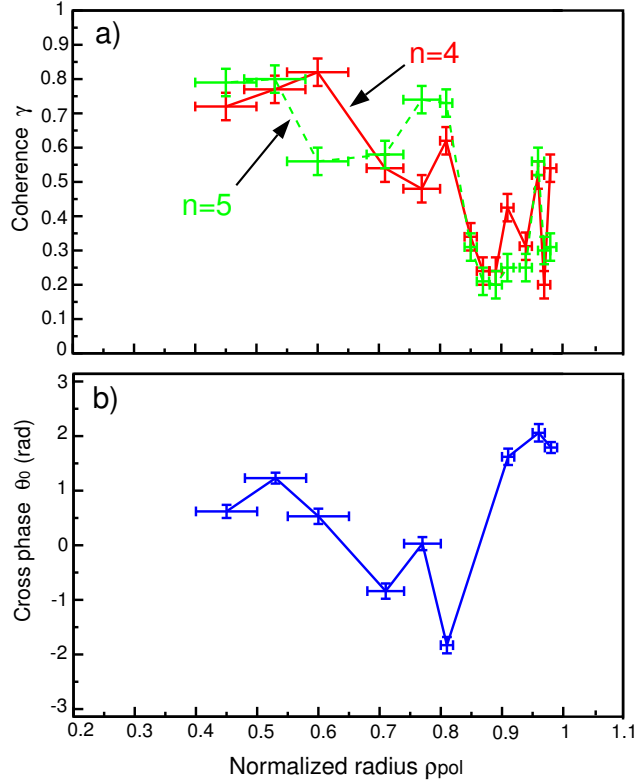 a)
n=4
n=5
Coherence γ
1
0.9
0.8
0.7
0.6
0.5
0.4
0.3
0.2
0.1
0
b)
Cross phase θ0 (rad)
3
2
1
0
-1
-2
-3
0.2 0.3 0.4 0.5 0.6 0.7 0.8 0.9 1 1.1
Normalized radius ρpol